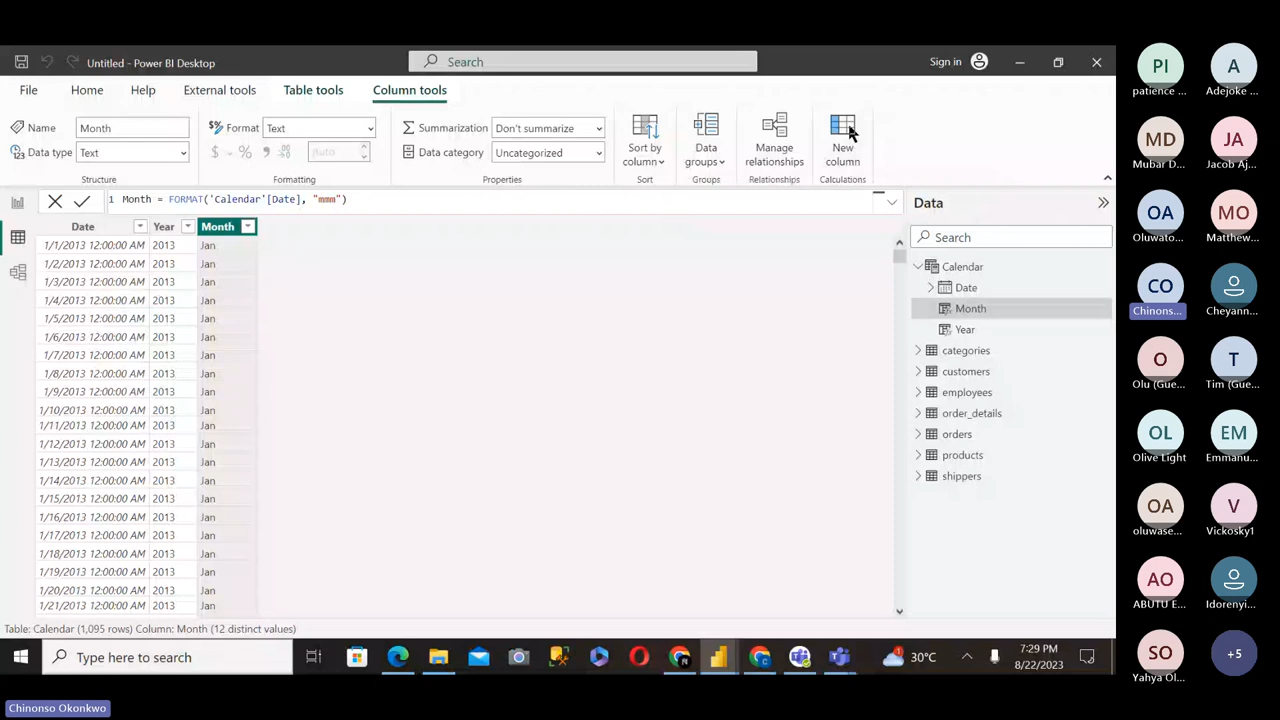 Untitled - Power BI Desktop
Search
Sign in
File Home Help External tools Table tools Column tools
Name Month
Format Text
Summarization Don't summarize
Data type Text
$ % 9 Auto
Data category Uncategorized
Sort by column
Data groups
Manage relationships
New column
Structure Formatting Properties Sort Groups Relationships Calculations
1 Month = FORMAT('Calendar'[Date], "mmm")
Date Year Month
1/1/2013 12:00:00 AM 2013 Jan
1/2/2013 12:00:00 AM 2013 Jan
1/3/2013 12:00:00 AM 2013 Jan
1/4/2013 12:00:00 AM 2013 Jan
1/5/2013 12:00:00 AM 2013 Jan
1/6/2013 12:00:00 AM 2013 Jan
1/7/2013 12:00:00 AM 2013 Jan
1/8/2013 12:00:00 AM 2013 Jan
1/9/2013 12:00:00 AM 2013 Jan
1/10/2013 12:00:00 AM 2013 Jan
1/11/2013 12:00:00 AM 2013 Jan
1/12/2013 12:00:00 AM 2013 Jan
1/13/2013 12:00:00 AM 2013 Jan
1/14/2013 12:00:00 AM 2013 Jan
1/15/2013 12:00:00 AM 2013 Jan
1/16/2013 12:00:00 AM 2013 Jan
1/17/2013 12:00:00 AM 2013 Jan
1/18/2013 12:00:00 AM 2013 Jan
1/19/2013 12:00:00 AM 2013 Jan
1/20/2013 12:00:00 AM 2013 Jan
1/21/2013 12:00:00 AM 2013 Jan
Table: Calendar (1,095 rows) Column: Month (12 distinct values)
Data
Search
Calendar
Date
Month
Year
categories
customers
employees
order_details
orders
products
shippers
Type here to search
30°C
7:29 PM
8/22/2023
Chinonso Okonkwo
PI A
patience ... Adejoke ...
MD JA
Mubar D... Jacob Aj...
OA MO
Oluwato... Matthew...
CO
Chinons... Cheyann...
O T
Olu (Gue... Tim (Gue...
OL EM
Olive Light Emmanu...
OA V
oluwase... Vickosky1
AO
ABUTU E... Idorenyi...
SO +5
Yahya Ol...